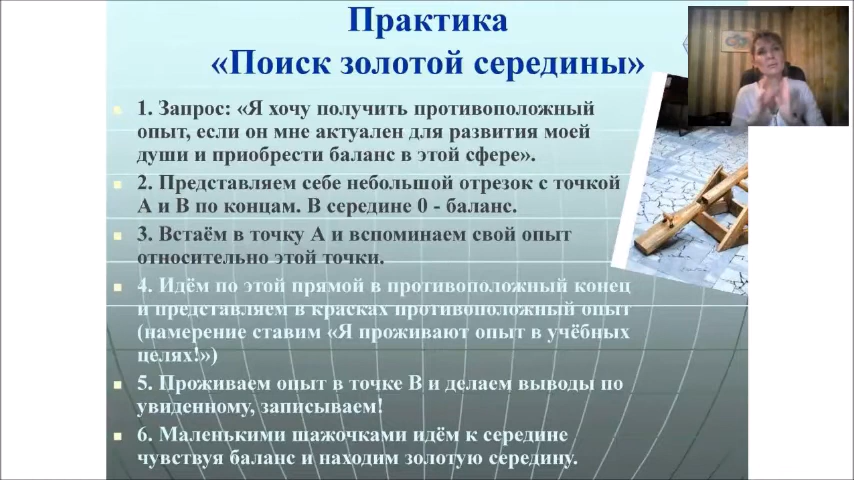 Практика
«Поиск золотой середины»
1. Запрос: «Я хочу получить противоположный
опыт, если он мне актуален для развития моей
души и приобрести баланс в этой сфере».
2. Представляем себе небольшой отрезок с точкой
А и В по концам. В середине 0 - баланс.
3. Встаём в точку А и вспоминаем свой опыт
относительно этой точки.
4. Идём по этой прямой в противоположный конец
и представляем в красках противоположный опыт
(намерение ставим «Я проживают опыт в учёбных
целях!»)
5. Проживаем опыт в точке В и делаем выводы по
увиденному, записываем!
6. Маленькими шажочками идём к середине
чувствуя баланс и находим золотую середину.